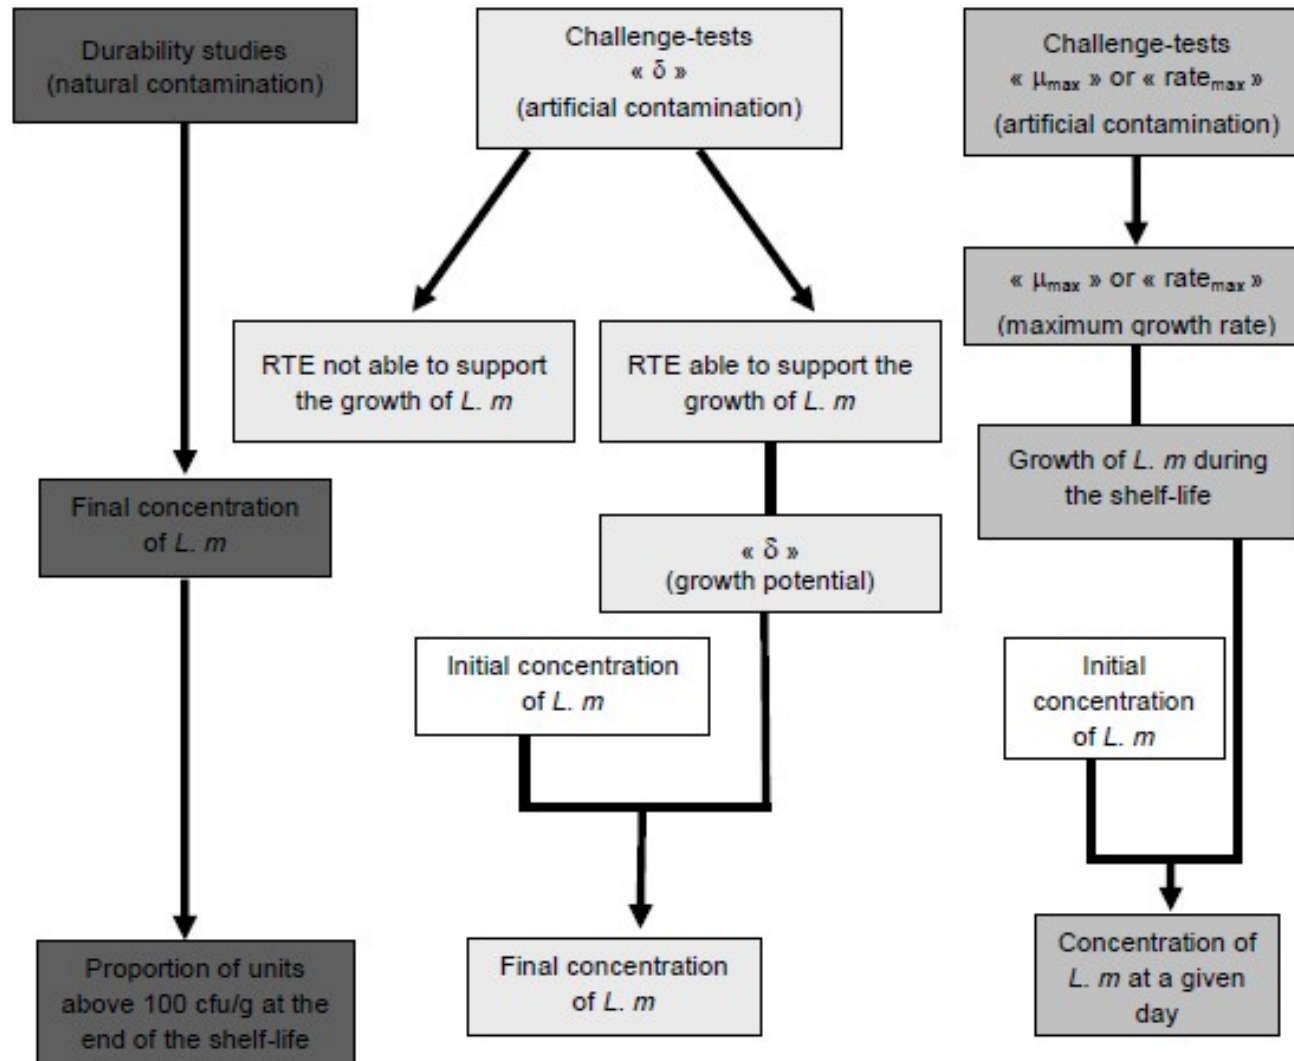 Durability studies
(natural contamination)
Challenge-tests
« δ »
(artificial contamination)
Challenge-tests
« μmax » or « ratemax »
(artificial contamination)
« μmax » or « ratemax »
(maximum growth rate)
RTE not able to support
the growth of L. m
RTE able to support the
growth of L. m
Growth of L. m during
the shelf-life
Final concentration
of L. m
« δ »
(growth potential)
Initial concentration
of L. m
Initial
concentration
of L. m
Proportion of units
above 100 cfu/g at the
end of the shelf-life
Final concentration
of L. m
Concentration of
L. m at a given
day